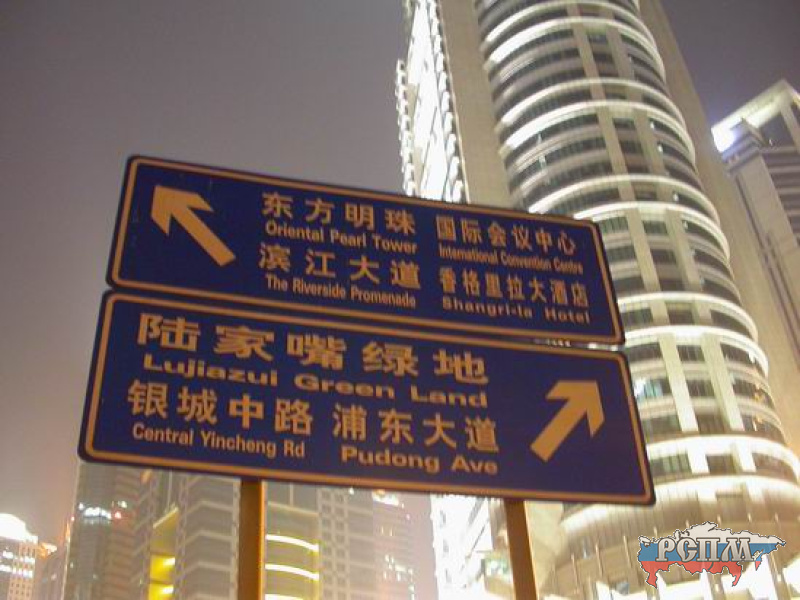 东方明珠 国际会议中心
Oriental Pearl Tower International Convention Centre
滨江大道 香格里拉大酒店
The Riverside Promenade Shangri-la Hotel
陆家嘴绿地
Lujiazui Green Land
银城中路 浦东大道
Central Yincheng Rd Pudong Ave
РСПМ